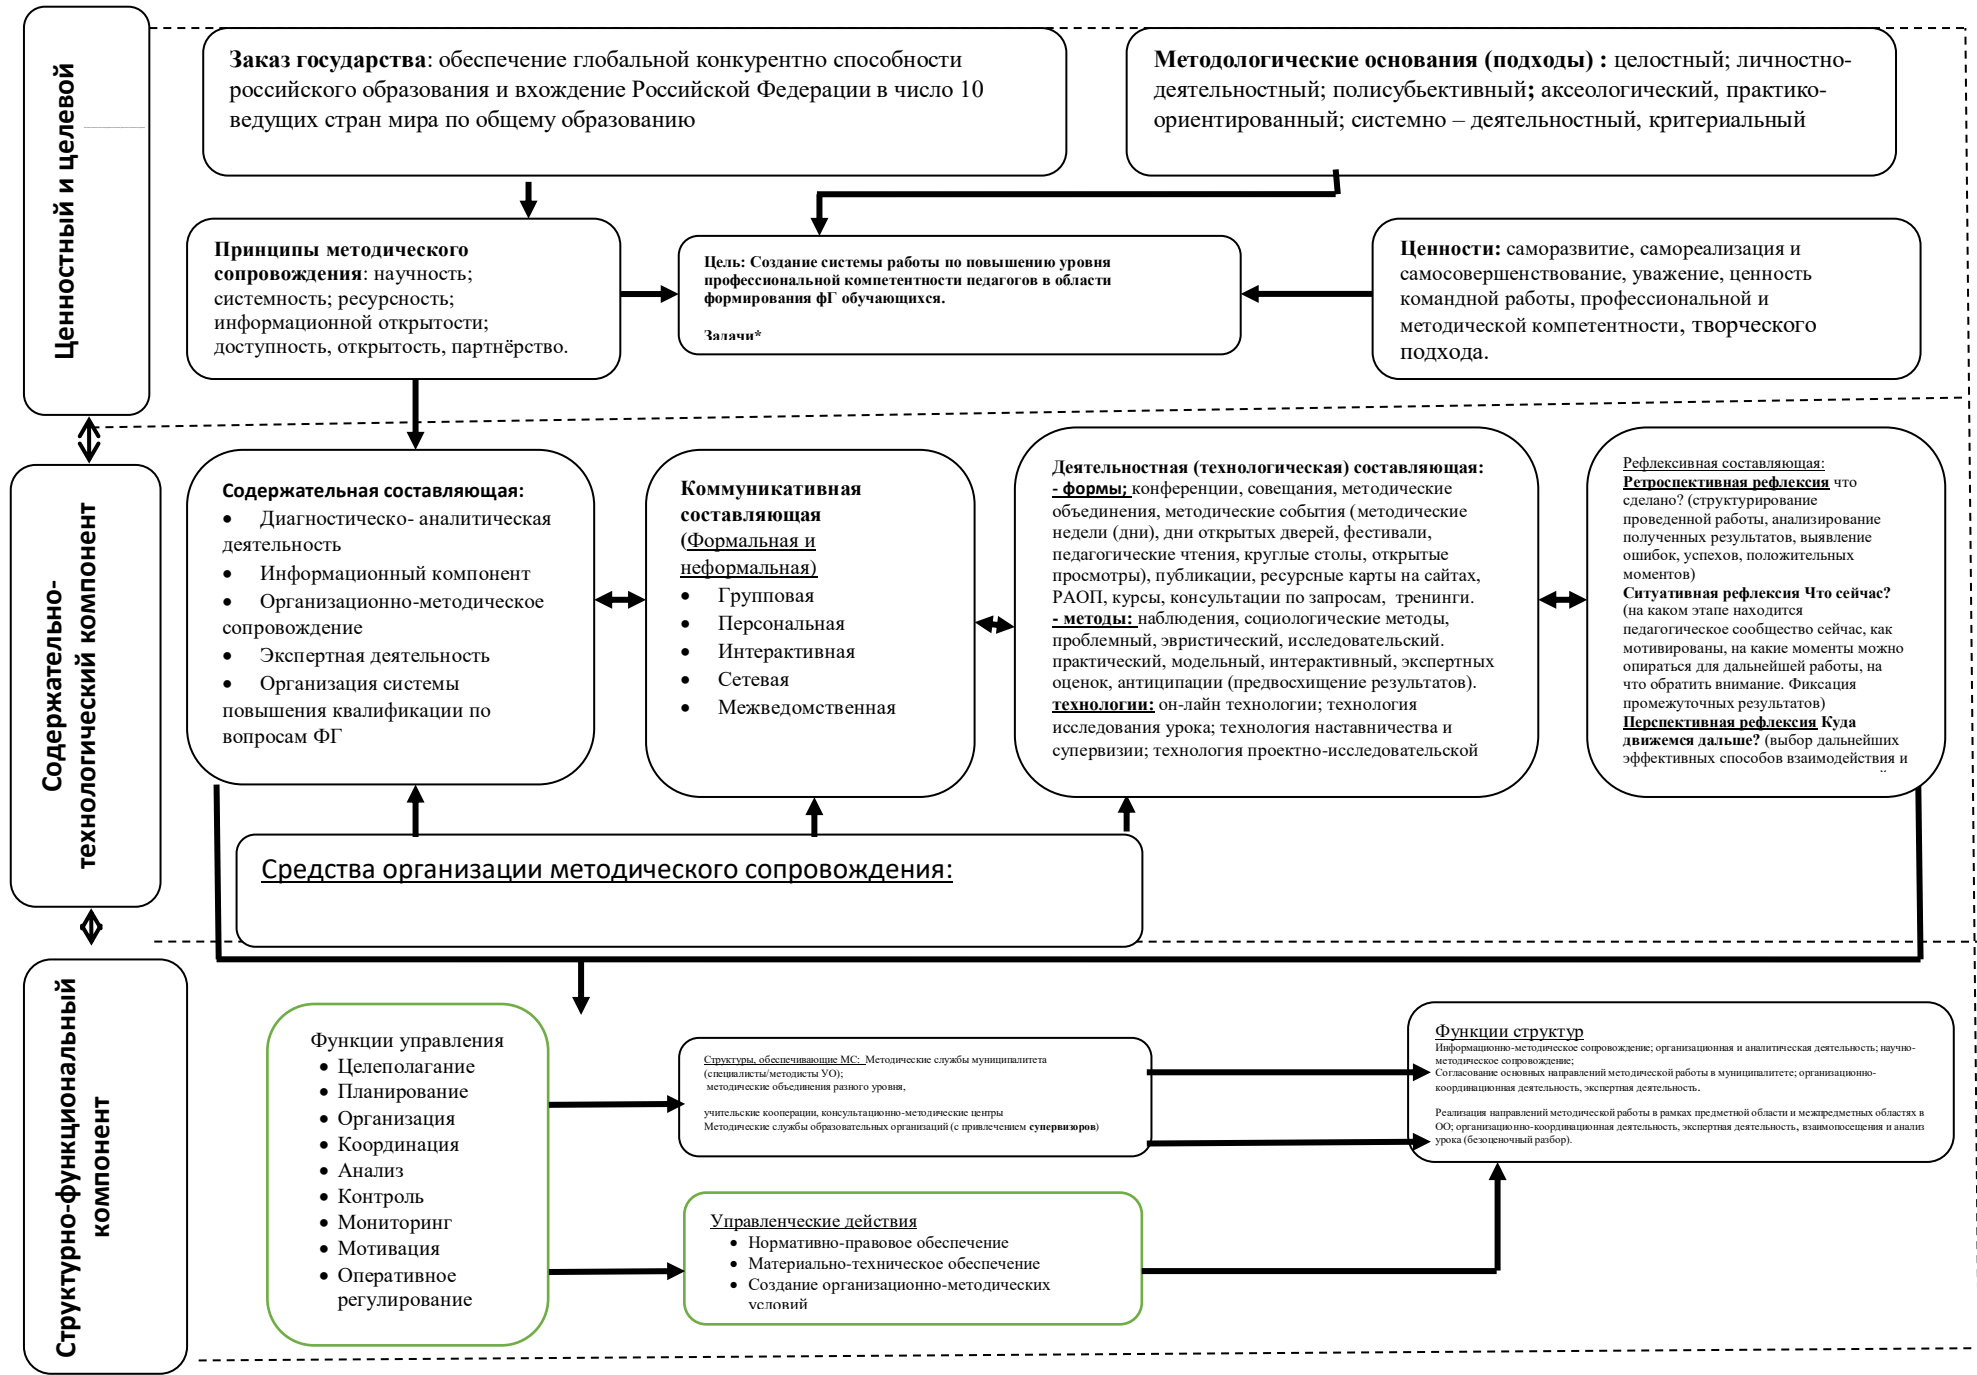 Ценностный и целевой
Заказ государства: обеспечение глобальной конкурентно способности
российского образования и вхождение Российской Федерации в число 10
ведущих стран мира по общему образованию
Методологические основания (подходы) : целостный; личностно-
деятельностный; полисубьективный; аксеологический, практико-
ориентированный; системно – деятельностный, критериальный
Принципы методического
сопровождения: научность;
системность; ресурсность;
информационной открытости;
доступность, открытость, партнёрство.
Цель: Создание системы работы по повышению уровня
профессиональной компетентности педагогов в области
формирования фГ обучающихся.
Задачи*
Ценности: саморазвитие, самореализация и
самосовершенствование, уважение, ценность
командной работы, профессиональной и
методической компетентности, творческого
подхода.
Содержательно-
технологический компонент
Содержательная составляющая:
• Диагностическо- аналитическая
деятельность
• Информационный компонент
• Организационно-методическое
сопровождение
• Экспертная деятельность
• Организация системы
повышения квалификации по
вопросам ФГ
Коммуникативная
составляющая
(Формальная и
неформальная)
• Групповая
• Персональная
• Интерактивная
• Сетевая
• Межведомственная
Деятельностная (технологическая) составляющая:
- формы; конференции, совещания, методические
объединения, методические события (методические
недели (дни), дни открытых дверей, фестивали,
педагогические чтения, круглые столы, открытые
просмотры), публикации, ресурсные карты на сайтах,
РАОП, курсы, консультации по запросам, тренинги.
- методы: наблюдения, социологические методы,
проблемный, эвристический, исследовательский.
практический, модельный, интерактивный, экспертных
оценок, антиципации (предвосхищение результатов).
технологии: он-лайн технологии; технология
исследования урока; технология наставничества и
супервизии; технология проектно-исследовательской
Рефлексивная составляющая:
Ретроспективная рефлексия что
сделано? (структурирование
проведенной работы, анализирование
полученных результатов, выявление
ошибок, успехов, положительных
моментов)
Ситуативная рефлексия Что сейчас?
(на каком этапе находится
педагогическое сообщество сейчас, как
мотивированы, на какие моменты можно
опираться для дальнейшей работы, на
что обратить внимание. Фиксация
промежуточных результатов)
Перспективная рефлексия Куда
движемся дальше? (выбор дальнейших
эффективных способов взаимодействия и
Средства организации методического сопровождения:
Структурно-функциональный
компонент
Функции управления
• Целеполагание
• Планирование
• Организация
• Координация
• Анализ
• Контроль
• Мониторинг
• Мотивация
• Оперативное
регулирование
Структуры, обеспечивающие МС: Методические службы муниципалитета
(специалисты/методисты УО);
методические объединения разного уровня,
учительские кооперации, консультационно-методические центры
Методические службы образовательных организаций (с привлечением супервизоров)
Управленческие действия
• Нормативно-правовое обеспечение
• Материально-техническое обеспечение
• Создание организационно-методических
условий
Функции структур
Информационно-методическое сопровождение; организационная и аналитическая деятельность; научно-
методическое сопровождение;
Согласование основных направлений методической работы в муниципалитете; организационно-
координационная деятельность, экспертная деятельность.
Реализация направлений методической работы в рамках предметной области и межпредметных областях в
ОО; организационно-координационная деятельность, экспертная деятельность, взаимопосещения и анализ
урока (безоценочный разбор).